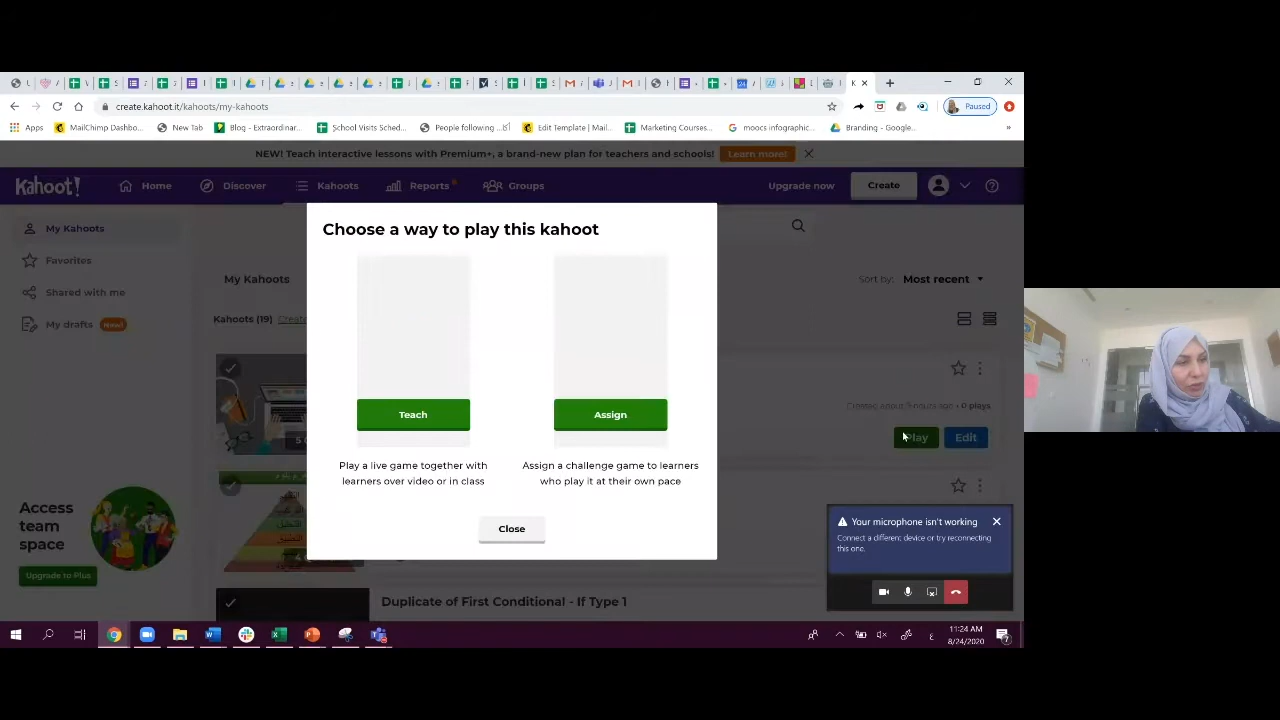 create.kahoot.it/kahoots/my-kahoots
Paused
Apps
MailChimp Dashbo...
New Tab
Blog - Extraordinar...
School Visits Sched...
People following ...
Edit Template | Mail...
Marketing Courses...
moocs infographic...
Branding - Google...
NEW! Teach interactive lessons with Premium+, a brand-new plan for teachers and schools!
Learn more!
Kahoot!
Home
Discover
Kahoots
Reports
Groups
Upgrade now
Create
My Kahoots
Favorites
Shared with me
My drafts
New!
Access
team
space
Upgrade to Plus
My Kahoots
Sort by: Most recent
Kahoots (19)
Choose a way to play this kahoot
Teach
Assign
Play a live game together with
learners over video or in class
Assign a challenge game to learners
who play it at their own pace
Close
0 plays
Play
Edit
Duplicate of First Conditional - If Type 1
Your microphone isn't working
Connect a different device or try reconnecting
this one.
11:24 AM
8/24/2020